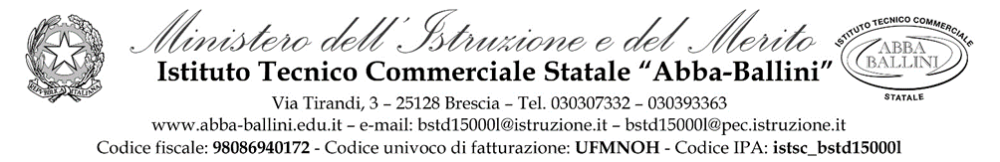 Ministero dell'Istruzione e del Merito
Istituto Tecnico Commerciale Statale “Abba-Ballini”
Via Tirandi, 3 – 25128 Brescia – Tel. 030307332 – 030393363
www.abba-ballini.edu.it – e-mail: bstd15000l@istruzione.it – bstd15000l@pec.istruzione.it
Codice fiscale: 98086940172 - Codice univoco di fatturazione: UFMNOH - Codice IPA: istsc_bstd15000l
REPVBBLICA ITALIANA
ISTITUTO TECNICO COMMERCIALE
ABBA
BALLINI
STATALE